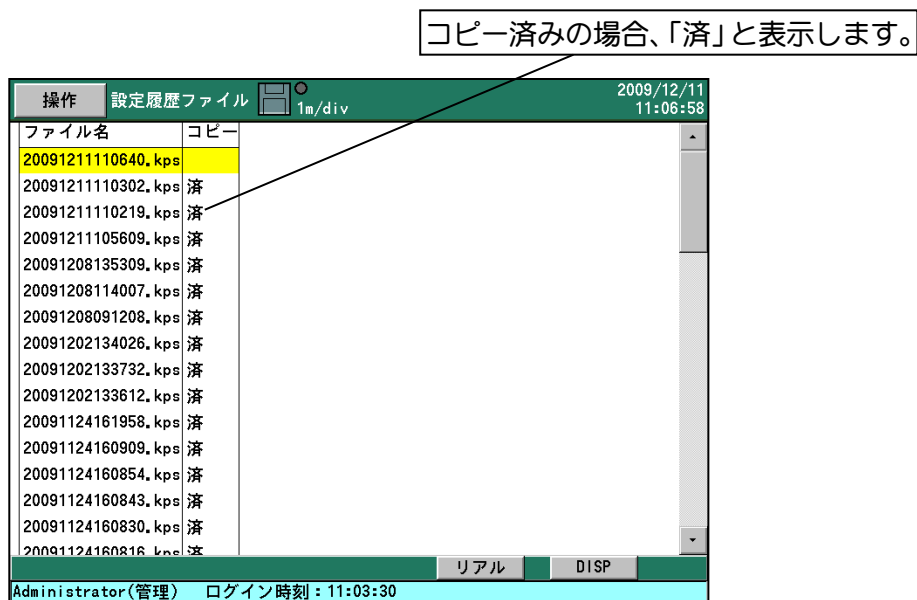 コピー済みの場合、「済」と表示します。
操作 設定履歴ファイル 1m/div 2009/12/11
11:06:58
ファイル名 コピー
20091211110640.kps
20091211110302.kps 済
20091211110219.kps 済
20091211105609.kps 済
20091208135309.kps 済
20091208114007.kps 済
20091208091208.kps 済
20091202134026.kps 済
20091202133732.kps 済
20091202133612.kps 済
20091124161958.kps 済
20091124160909.kps 済
20091124160854.kps 済
20091124160843.kps 済
20091124160830.kps 済
20091124160816.kps 済
リアル DISP
Administrator(管理) ログイン時刻:11:03:30